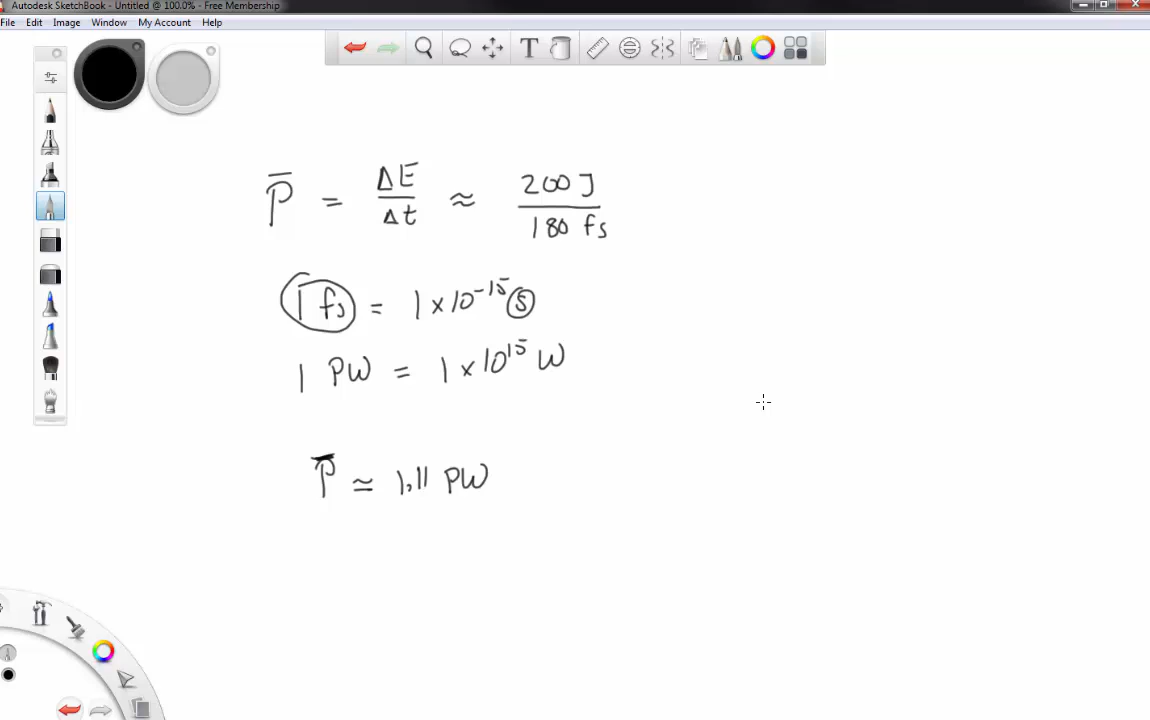 Autodesk SketchBook - Untitled @ 100.0% - Free Membership
File Edit Image Window My Account Help
T
P̅ = ΔE/Δt ≈ 200J/180 fs
1 fs = 1×10⁻¹⁵ s
1 PW = 1×10¹⁵ W
P̅ ≃ 1,11 PW